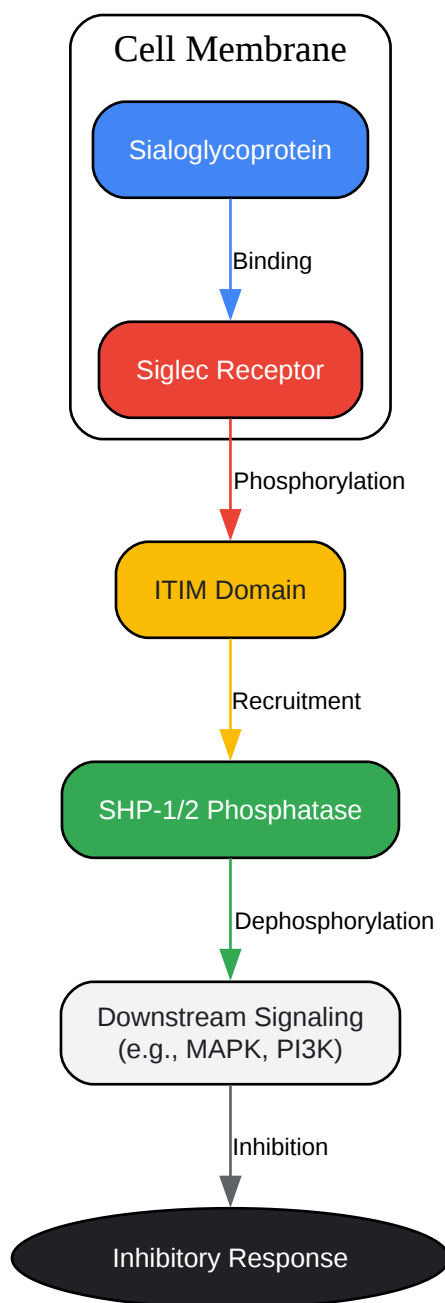 Cell Membrane
Sialoglycoprotein
Binding
Siglec Receptor
Phosphorylation
ITIM Domain
Recruitment
SHP-1/2 Phosphatase
Dephosphorylation
Downstream Signaling
(e.g., MAPK, PI3K)
Inhibition
Inhibitory Response